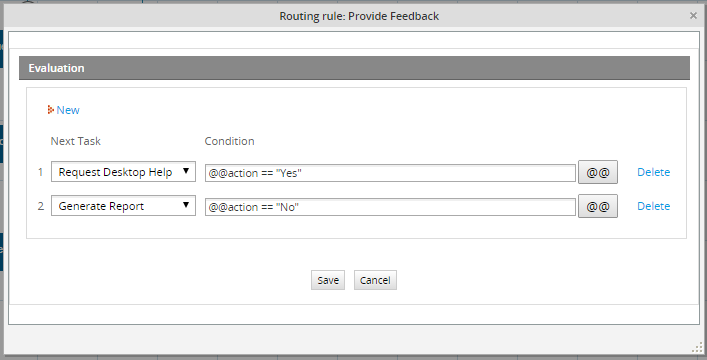 Routing rule: Provide Feedback
Evaluation
New
Next Task Condition
1 Request Desktop Help @@action == "Yes" @@ Delete
2 Generate Report @@action == "No" @@ Delete
Save Cancel